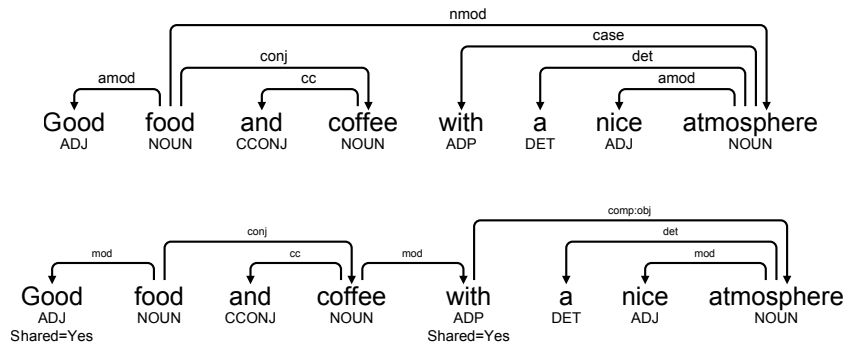 nmod
case
conj det
amod cc amod
Good food and coffee with a nice atmosphere
ADJ NOUN CCONJ NOUN ADP DET ADJ NOUN
comp:obj
conj det
mod cc mod mod
Good food and coffee with a nice atmosphere
ADJ NOUN CCONJ NOUN ADP DET ADJ NOUN
Shared=Yes Shared=Yes